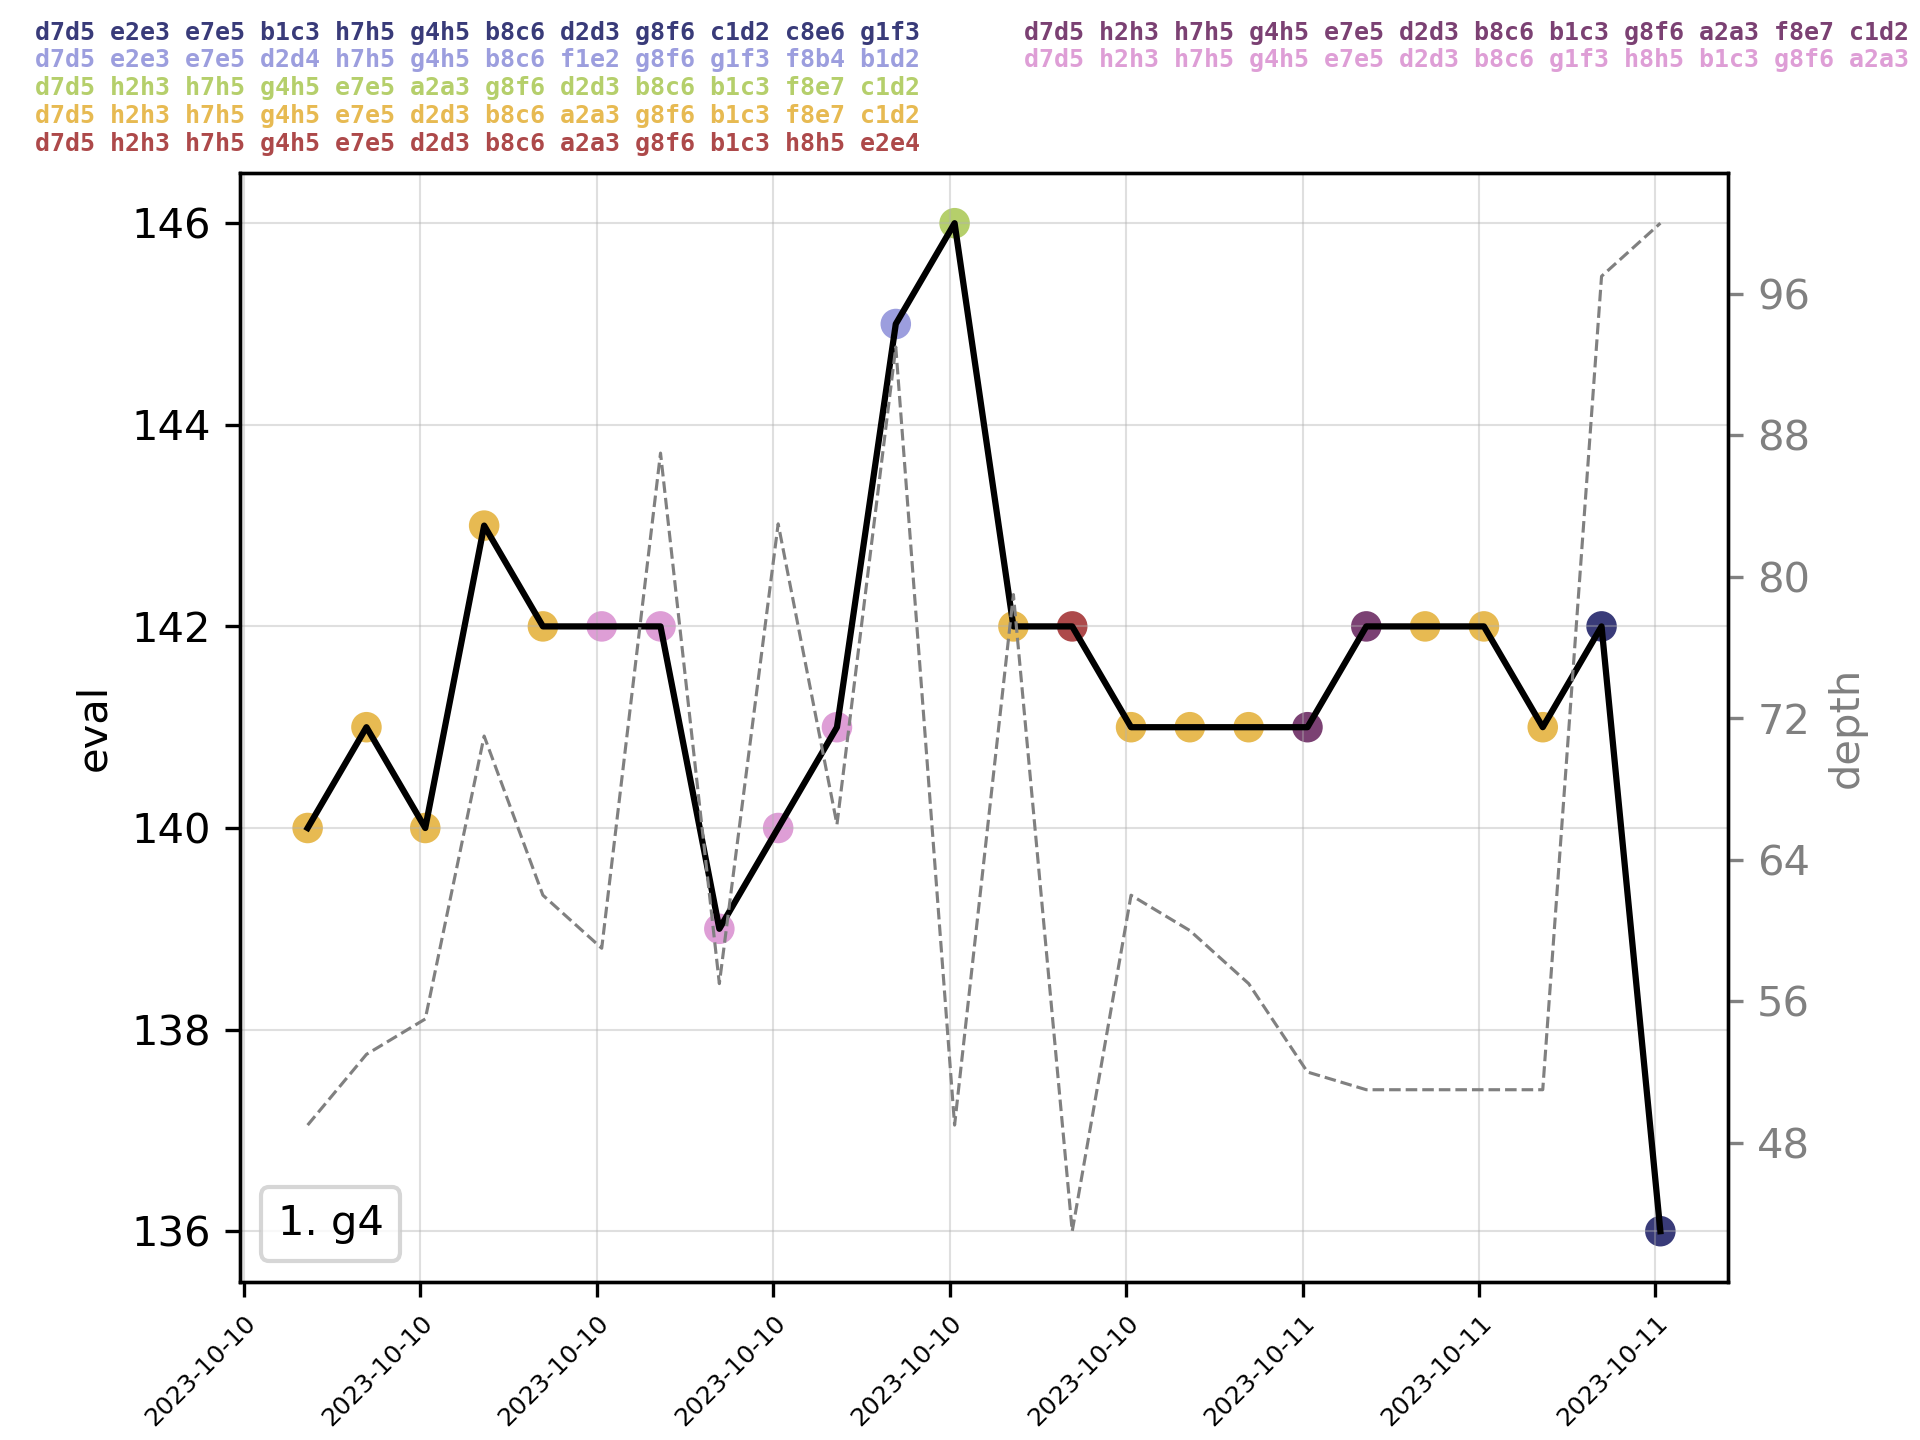 d7d5 e2e3 e7e5 b1c3 h7h5 g4h5 b8c6 d2d3 g8f6 c1d2 c8e6 g1f3
d7d5 e2e3 e7e5 d2d4 h7h5 g4h5 b8c6 f1e2 g8f6 g1f3 f8b4 b1d2
d7d5 h2h3 h7h5 g4h5 e7e5 a2a3 g8f6 d2d3 b8c6 b1c3 f8e7 c1d2
d7d5 h2h3 h7h5 g4h5 e7e5 d2d3 b8c6 a2a3 g8f6 b1c3 f8e7 c1d2
d7d5 h2h3 h7h5 g4h5 e7e5 d2d3 b8c6 a2a3 g8f6 b1c3 h8h5 e2e4
d7d5 h2h3 h7h5 g4h5 e7e5 d2d3 b8c6 b1c3 g8f6 a2a3 f8e7 c1d2
d7d5 h2h3 h7h5 g4h5 e7e5 d2d3 b8c6 g1f3 h8h5 b1c3 g8f6 a2a3
146
144
142
140
138
136
eval
96
88
80
72
64
56
48
depth
1. g4
2023-10-10
2023-10-10
2023-10-10
2023-10-10
2023-10-10
2023-10-10
2023-10-11
2023-10-11
2023-10-11